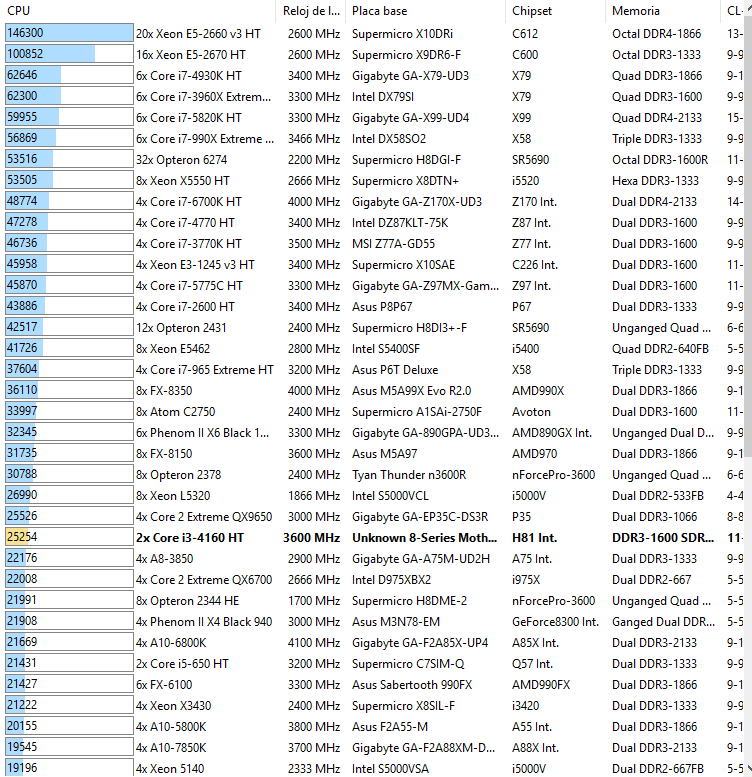 CPU Reloj de l... Placa base Chipset Memoria CL-
146300 20x Xeon E5-2660 v3 HT 2600 MHz Supermicro X10DRi C612 Octal DDR4-1866 13-
100852 16x Xeon E5-2670 HT 2600 MHz Supermicro X9DR6-F C600 Octal DDR3-1333 9-9
62646 6x Core i7-4930K HT 3400 MHz Gigabyte GA-X79-UD3 X79 Quad DDR3-1866 9-1
62300 6x Core i7-3960X Extrem... 3300 MHz Intel DX79SI X79 Quad DDR3-1600 9-9
59955 6x Core i7-5820K HT 3300 MHz Gigabyte GA-X99-UD4 X99 Quad DDR4-2133 15-
56869 6x Core i7-990X Extreme ... 3466 MHz Intel DX58SO2 X58 Triple DDR3-1333 9-9
53516 32x Opteron 6274 2200 MHz Supermicro H8DGI-F SR5690 Octal DDR3-1600R 11-
53505 8x Xeon X5550 HT 2666 MHz Supermicro X8DTN+ i5520 Hexa DDR3-1333 9-9
48774 4x Core i7-6700K HT 4000 MHz Gigabyte GA-Z170X-UD3 Z170 Int. Dual DDR4-2133 14-
47278 4x Core i7-4770 HT 3400 MHz Intel DZ87KLT-75K Z87 Int. Dual DDR3-1600 9-9
46736 4x Core i7-3770K HT 3500 MHz MSI Z77A-GD55 Z77 Int. Dual DDR3-1600 9-9
45958 4x Xeon E3-1245 v3 HT 3400 MHz Supermicro X10SAE C226 Int. Dual DDR3-1600 11-
45870 4x Core i7-5775C HT 3300 MHz Gigabyte GA-Z97MX-Gam... Z97 Int. Dual DDR3-1600 11-
43886 4x Core i7-2600 HT 3400 MHz Asus P8P67 P67 Dual DDR3-1333 9-9
42517 12x Opteron 2431 2400 MHz Supermicro H8DI3+-F SR5690 Unganged Quad ... 6-6
41726 8x Xeon E5462 2800 MHz Intel S5400SF i5400 Quad DDR2-640FB 5-5
37604 4x Core i7-965 Extreme HT 3200 MHz Asus P6T Deluxe X58 Triple DDR3-1333 9-9
36110 8x FX-8350 4000 MHz Asus M5A99X Evo R2.0 AMD990X Dual DDR3-1866 9-1
33997 8x Atom C2750 2400 MHz Supermicro A1SAi-2750F Avoton Dual DDR3-1600 11-
32345 6x Phenom II X6 Black 1... 3300 MHz Gigabyte GA-890GPA-UD3... AMD890GX Int. Unganged Dual D... 9-9
31735 8x FX-8150 3600 MHz Asus M5A97 AMD970 Dual DDR3-1866 9-1
30788 8x Opteron 2378 2400 MHz Tyan Thunder n3600R nForcePro-3600 Unganged Quad ... 6-6
26990 8x Xeon L5320 1866 MHz Intel S5000VCL i5000V Dual DDR2-533FB 4-4
25526 4x Core 2 Extreme QX9650 3000 MHz Gigabyte GA-EP35C-DS3R P35 Dual DDR3-1066 8-8
25254 2x Core i3-4160 HT 3600 MHz Unknown 8-Series Moth... H81 Int. DDR3-1600 SDR... 11-
22176 4x A8-3850 2900 MHz Gigabyte GA-A75M-UD2H A75 Int. Dual DDR3-1333 9-9
22008 4x Core 2 Extreme QX6700 2666 MHz Intel D975XBX2 i975X Dual DDR2-667 5-5
21991 8x Opteron 2344 HE 1700 MHz Supermicro H8DME-2 nForcePro-3600 Unganged Quad ... 5-5
21908 4x Phenom II X4 Black 940 3000 MHz Asus M3N78-EM GeForce8300 Int. Ganged Dual DDR... 5-5
21669 4x A10-6800K 4100 MHz Gigabyte GA-F2A85X-UP4 A85X Int. Dual DDR3-2133 9-1
21431 2x Core i5-650 HT 3200 MHz Supermicro C7SIM-Q Q57 Int. Dual DDR3-1333 9-9
21427 6x FX-6100 3300 MHz Asus Sabertooth 990FX AMD990FX Dual DDR3-1866 9-1
21222 4x Xeon X3430 2400 MHz Supermicro X8SIL-F i3420 Dual DDR3-1333 9-9
20155 4x A10-5800K 3800 MHz Asus F2A55-M A55 Int. Dual DDR3-1866 9-1
19545 4x A10-7850K 3700 MHz Gigabyte GA-F2A88XM-D... A88X Int. Dual DDR3-2133 9-1
19196 4x Xeon 5140 2333 MHz Intel S5000VSA i5000V Dual DDR2-667FB 5-5